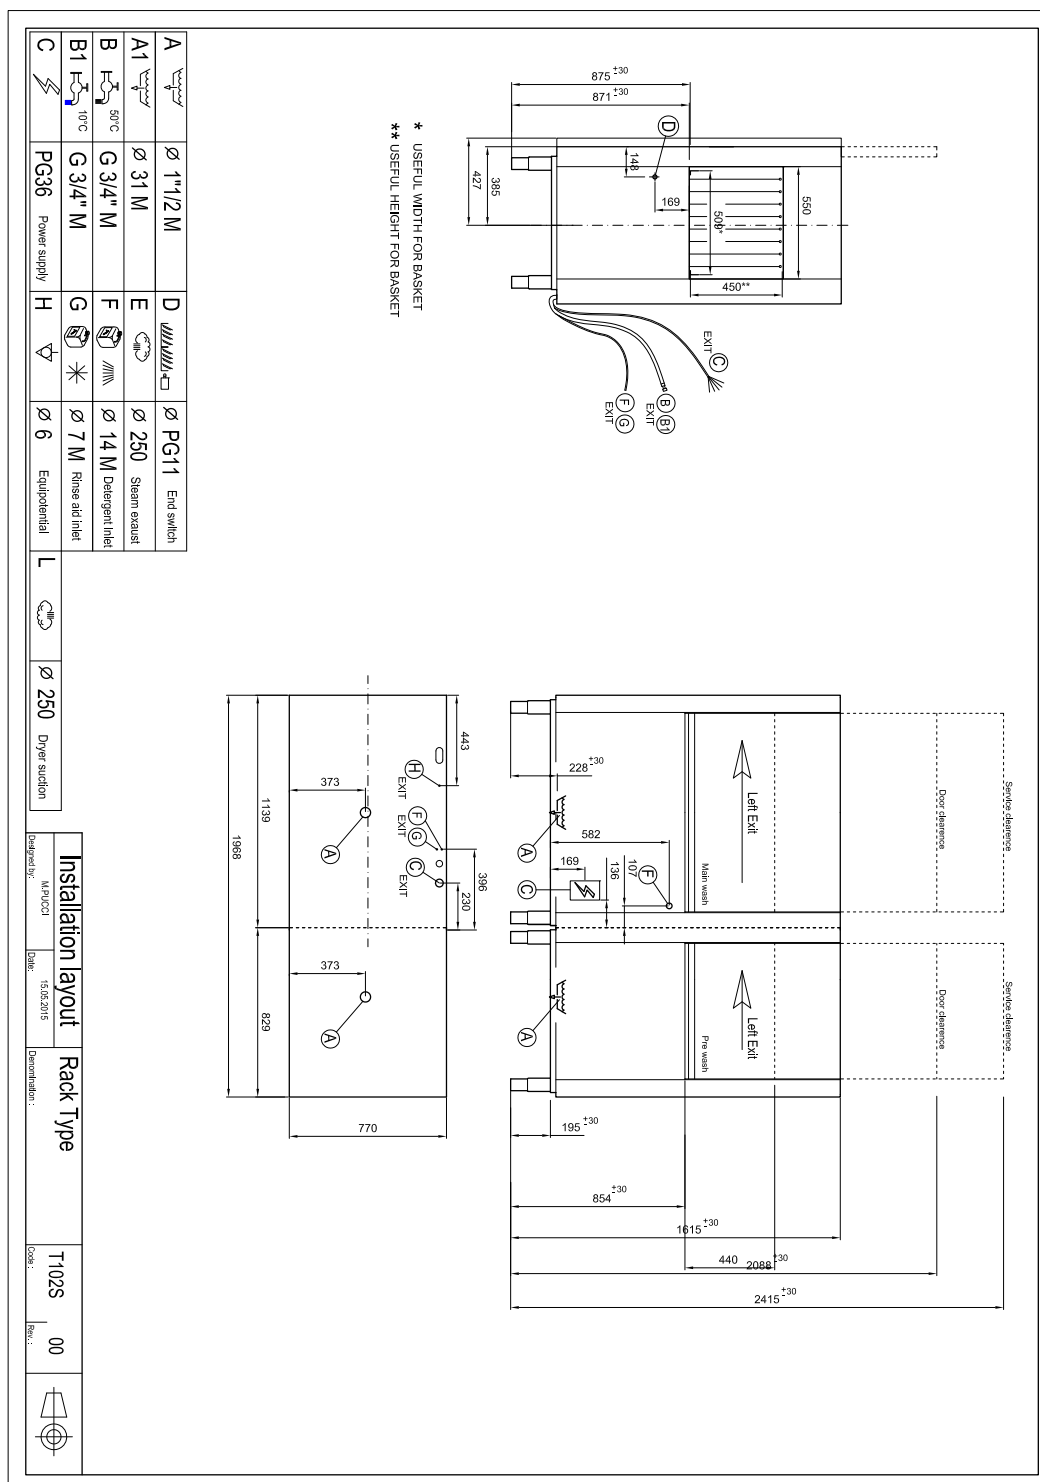 875 +30 -
871 +30 -
D
148
169
385
427
509*
550
450**
* USEFUL WIDTH FOR BASKET
** USEFUL HEIGHT FOR BASKET
C
EXIT
B B1
EXIT
F G
EXIT
Service clearence
Door clearence
Left Exit
Main wash
228 +30 -
582
169
136
107
A
C
F
Service clearence
Door clearence
Left Exit
Pre wash
A
195 +30 -
854 +30 -
1615 +30 -
440
2088 +30 -
2415 +30 -
443
H
EXIT
F G
EXIT
C
EXIT
396
230
373
A
1139
1968
373
A
829
770
A Ø 1"1/2 M D Ø PG11 End switch
A1 Ø 31 M E Ø 250 Steam exaust
B 50°C G 3/4" M F Ø 14 M Detergent inlet
B1 10°C G 3/4" M G Ø 7 M Rinse aid inlet
C PG36 Power supply H Ø 6 Equipotential L Ø 250 Dryer suction
Installation layout
Designed by: M.PUCCI
Date: 15.05.2015
Rack Type
Denomination :
T102S
Code :
00
Rev. :